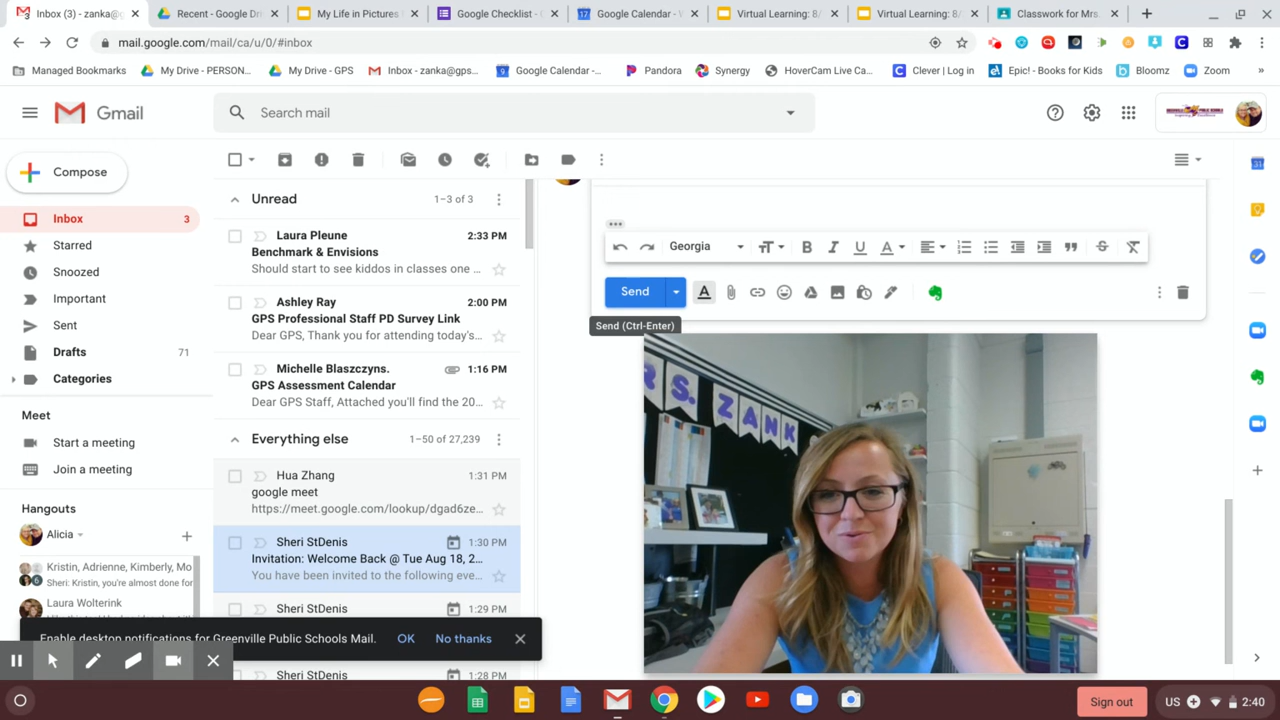 Inbox (3) - zanka@g
Recent - Google Dri
My Life in Pictures
Google Checklist - G
Google Calendar - W
Virtual Learning: 8/
Virtual Learning: 8/
Classwork for Mrs.
mail.google.com/mail/ca/u/0/#inbox
Managed Bookmarks
My Drive - PERSON...
My Drive - GPS
Inbox - zanka@gps...
Google Calendar -...
Pandora
Synergy
HoverCam Live Ca...
Clever | Log in
Epic! - Books for Kids
Bloomz
Zoom
»
Gmail
Search mail
Compose
Inbox 3
Starred
Snoozed
Important
Sent
Drafts 71
Categories
Meet
Start a meeting
Join a meeting
Hangouts
Alicia
Kristin, Adrienne, Kimberly, Mo
Sheri: Kristin, you're almost done for
Laura Wolterink
Unread 1–3 of 3
Laura Pleune 2:33 PM
Benchmark & Envisions
Should start to see kiddos in classes one ...
Ashley Ray 2:00 PM
GPS Professional Staff PD Survey Link
Dear GPS, Thank you for attending today's...
Michelle Blaszczyns. 1:16 PM
GPS Assessment Calendar
Dear GPS Staff, Attached you'll find the 20...
Everything else 1–50 of 27,239
Hua Zhang 1:31 PM
google meet
https://meet.google.com/lookup/dgad6ze...
Sheri StDenis 1:30 PM
Invitation: Welcome Back @ Tue Aug 18, 2...
You have been invited to the following eve...
Sheri StDenis 1:29 PM
Enable desktop notifications for Greenville Public Schools Mail. OK No thanks
Sheri StDenis 1:28 PM
Georgia
Send
Send (Ctrl-Enter)
RS. ZANK
Sign out
US 2:40